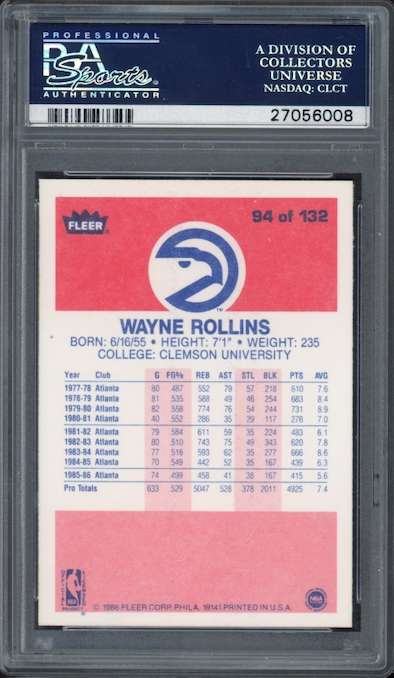 PROFESSIONAL
PSA
Sports
AUTHENTICATOR
A DIVISION OF
COLLECTORS
UNIVERSE
NASDAQ: CLCT
27056008
FLEER
94 of 132
WAYNE ROLLINS
BORN: 6/16/55 • HEIGHT: 7'1" • WEIGHT: 235
COLLEGE: CLEMSON UNIVERSITY
Year Club G FG% REB AST STL BLK PTS AVG
1977-78 Atlanta 80 .487 552 79 57 218 610 7.6
1978-79 Atlanta 81 .535 588 49 46 254 683 8.4
1979-80 Atlanta 82 .558 774 76 54 244 731 8.9
1980-81 Atlanta 40 .552 286 35 29 117 278 7.0
1981-82 Atlanta 79 .584 611 59 35 224 483 6.1
1982-83 Atlanta 80 .510 743 75 49 343 620 7.8
1983-84 Atlanta 77 .518 593 62 35 277 666 8.6
1984-85 Atlanta 70 .549 442 52 35 167 439 6.3
1985-86 Atlanta 74 .499 458 41 38 167 415 5.6
Pro Totals 633 .529 5047 528 378 2011 4925 7.4
NBA
PRODUCT
© 1986 FLEER CORP. PHILA. 19141 PRINTED IN U.S.A.